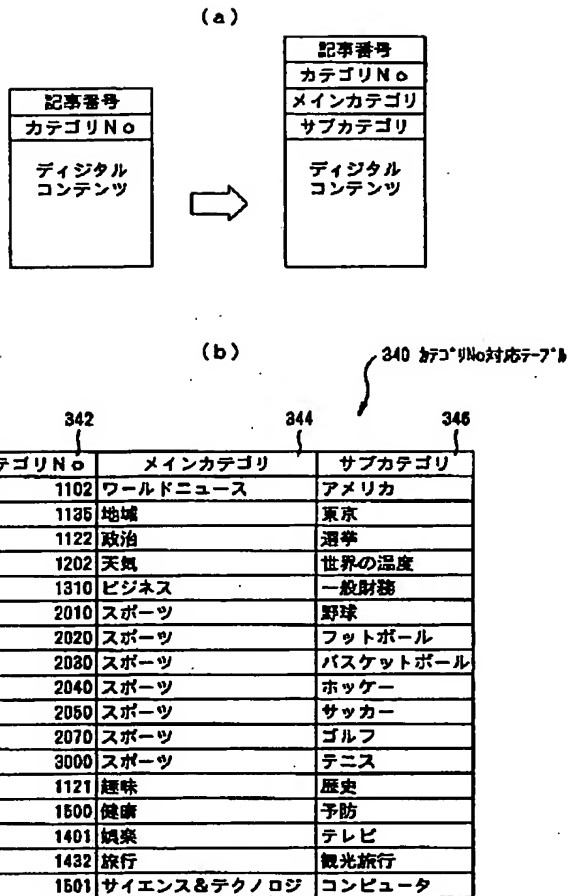 (a)
記事番号
カテゴリNo
ディジタル
コンテンツ
記事番号
カテゴリNo
メインカテゴリ
サブカテゴリ
ディジタル
コンテンツ
(b)
340 カテゴリNo対応テーブル
342 344 346
テゴリNo メインカテゴリ サブカテゴリ
1102 ワールドニュース アメリカ
1135 地域 東京
1122 政治 選挙
1202 天気 世界の温度
1310 ビジネス 一般財務
2010 スポーツ 野球
2020 スポーツ フットボール
2030 スポーツ バスケットボール
2040 スポーツ ホッケー
2050 スポーツ サッカー
2070 スポーツ ゴルフ
3000 スポーツ テニス
1121 趣味 歴史
1500 健康 予防
1401 娯楽 テレビ
1432 旅行 観光旅行
1501 サイエンス&テクノロジ コンピュータ